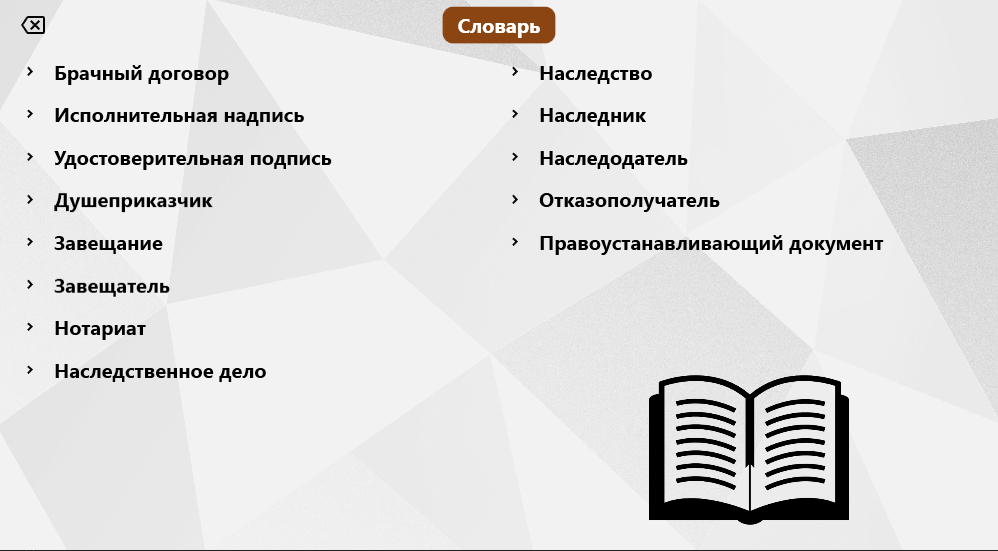 Словарь
Брачный договор
Исполнительная надпись
Удостоверительная подпись
Душеприказчик
Завещание
Завещатель
Нотариат
Наследственное дело
Наследство
Наследник
Наследодатель
Отказополучатель
Правоустанавливающий документ